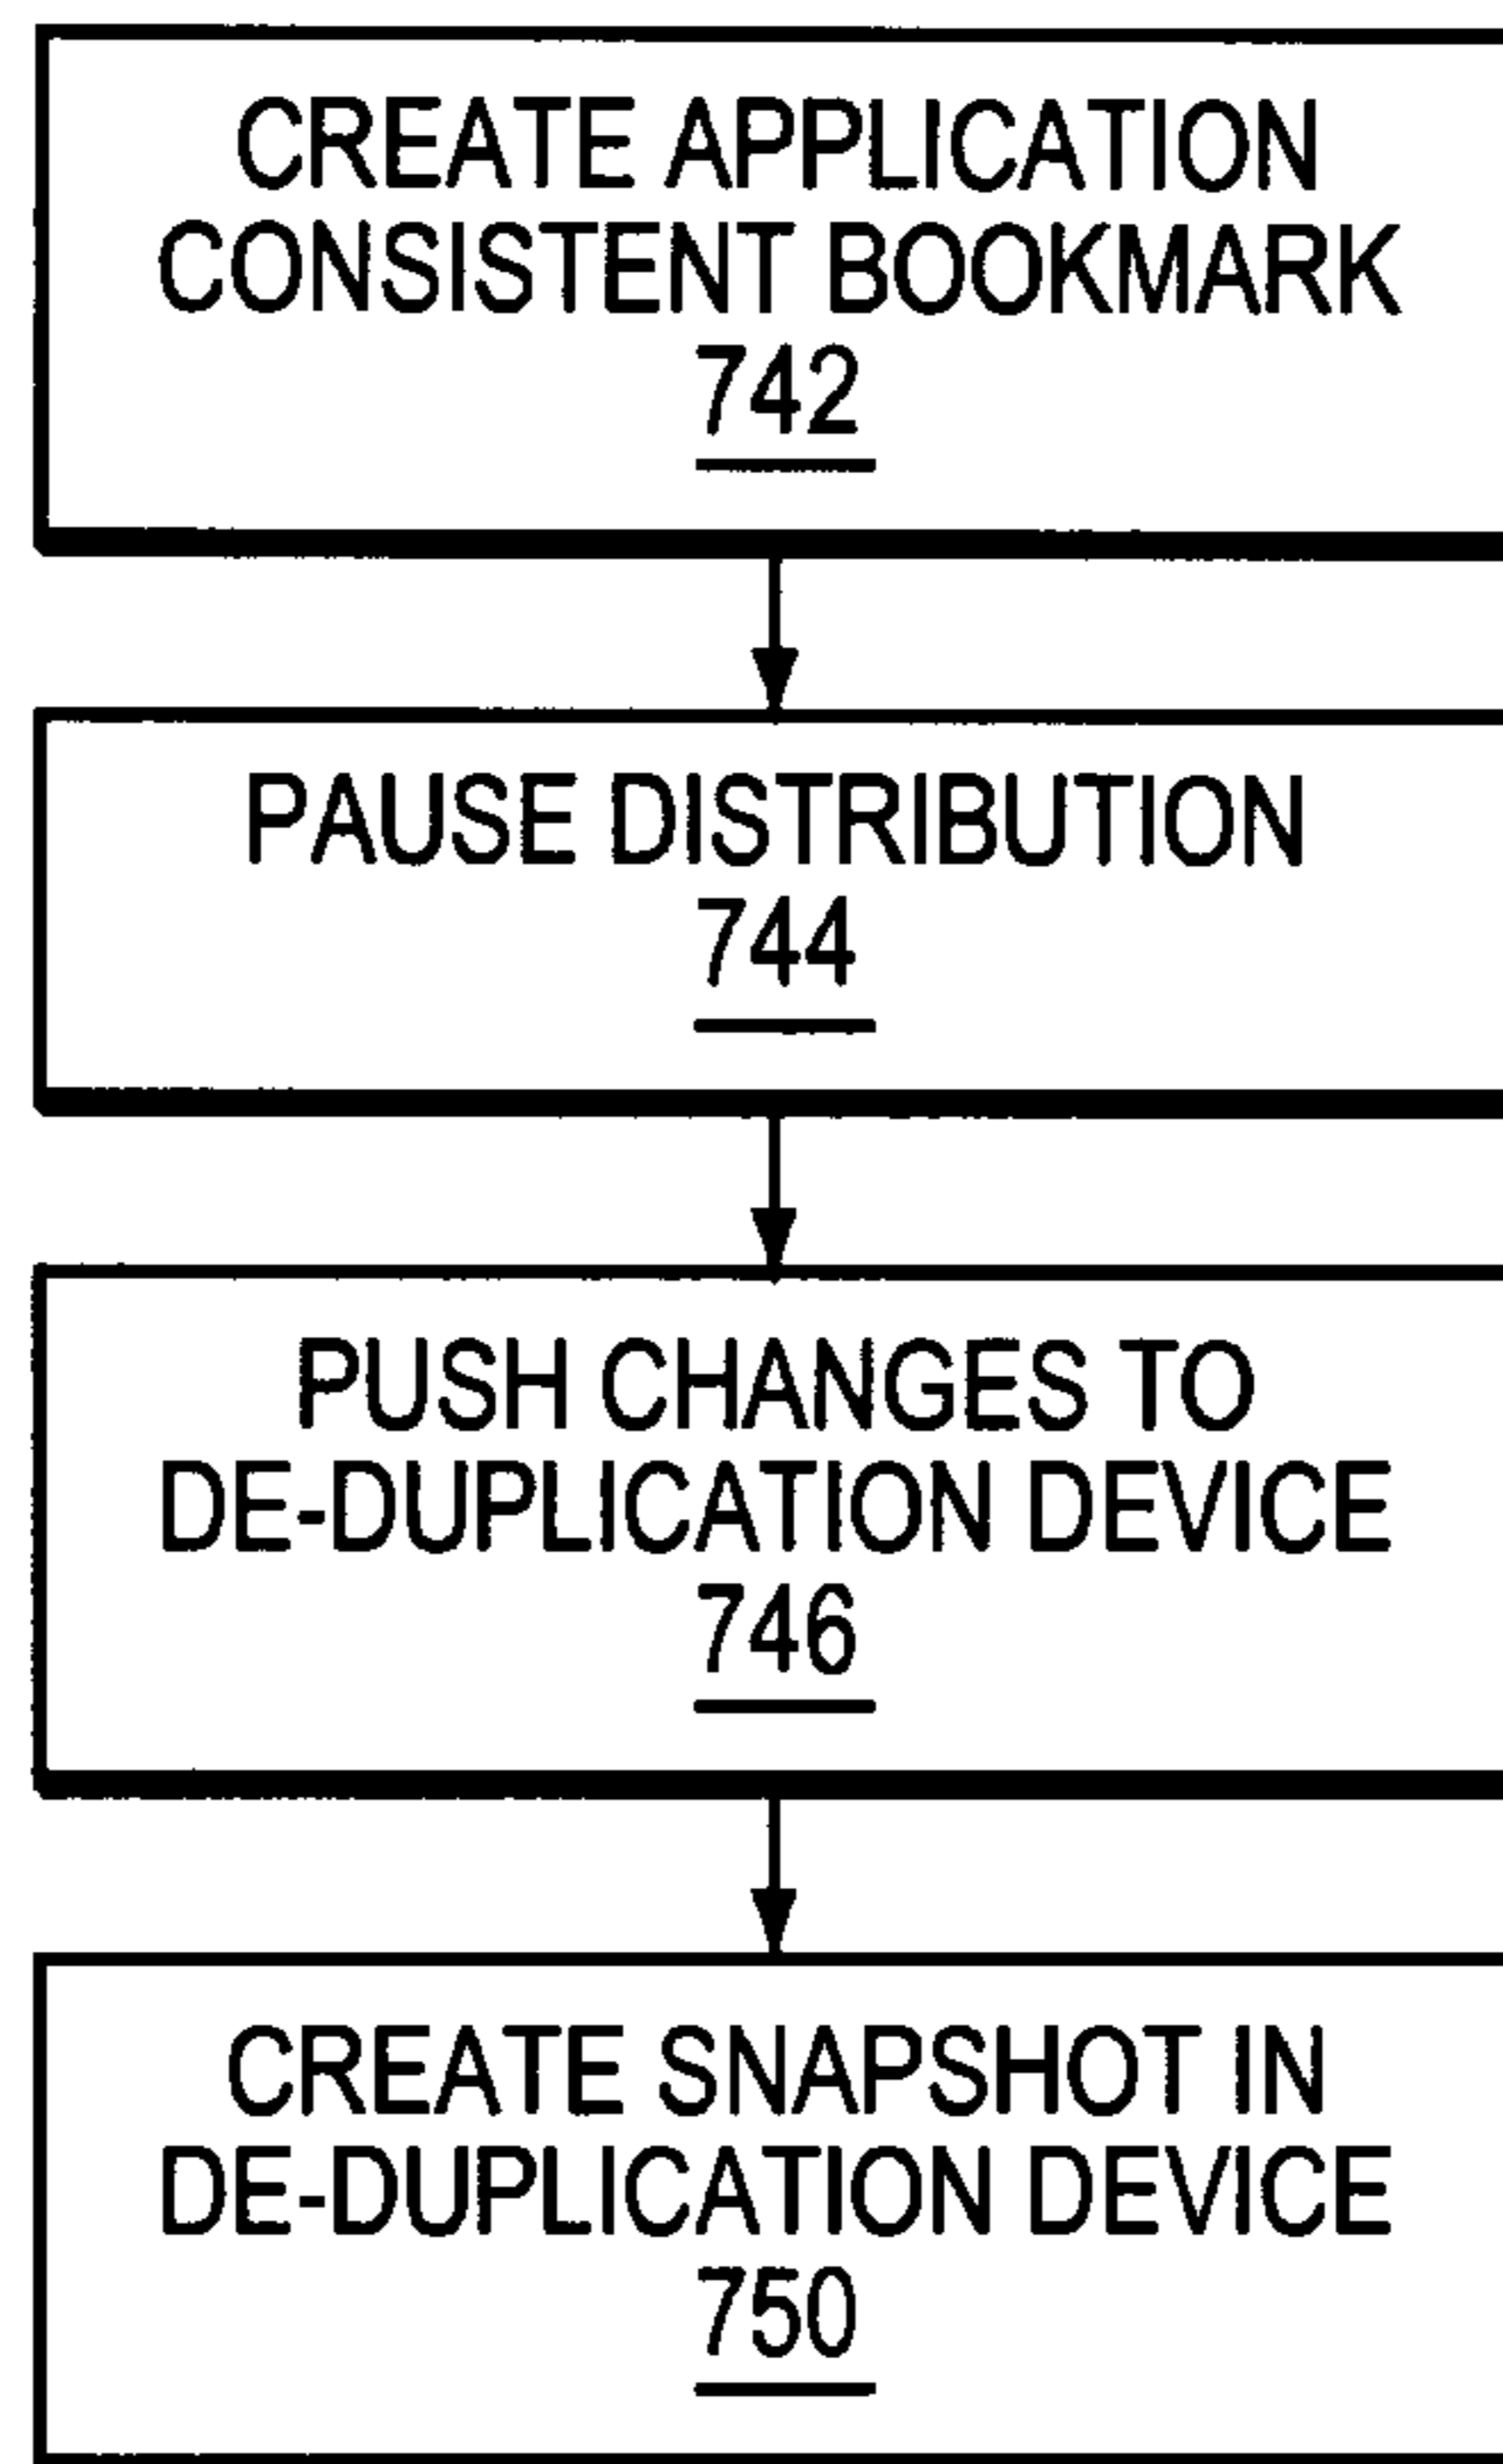 CREATE APPLICATION
CONSISTENT BOOKMARK
742
PAUSE DISTRIBUTION
744
PUSH CHANGES TO
DE-DUPLICATION DEVICE
746
CREATE SNAPSHOT IN
DE-DUPLICATION DEVICE
750